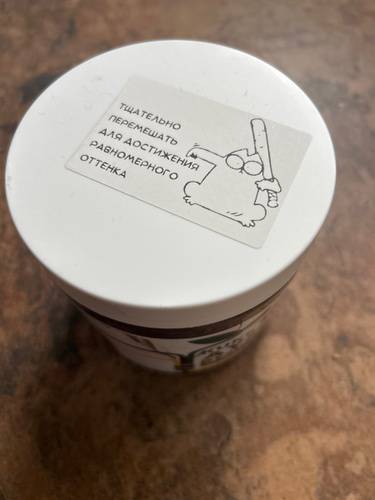 ТЩАТЕЛЬНО
ПЕРЕМЕШАТЬ
ДЛЯ ДОСТИЖЕНИЯ
РАВНОМЕРНОГО
ОТТЕНКА